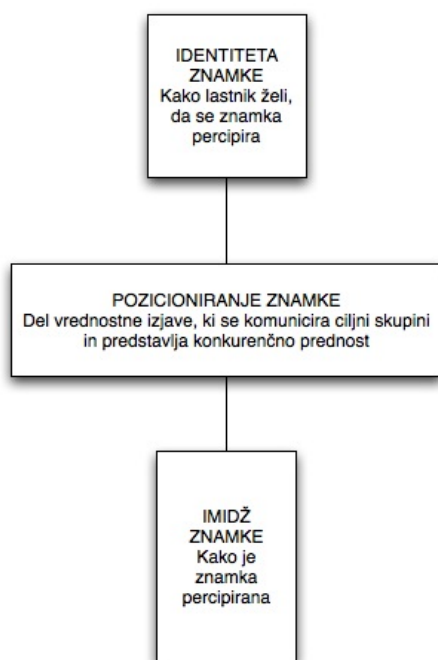 IDENTITETA
ZNAMKE
Kako lastnik želi,
da se znamka
percipira
POZICIONIRANJE ZNAMKE
Del vrednostne izjave, ki se komunicira ciljni skupini
in predstavlja konkurenčno prednost
IMIDŽ
ZNAMKE
Kako je
znamka
percipirana